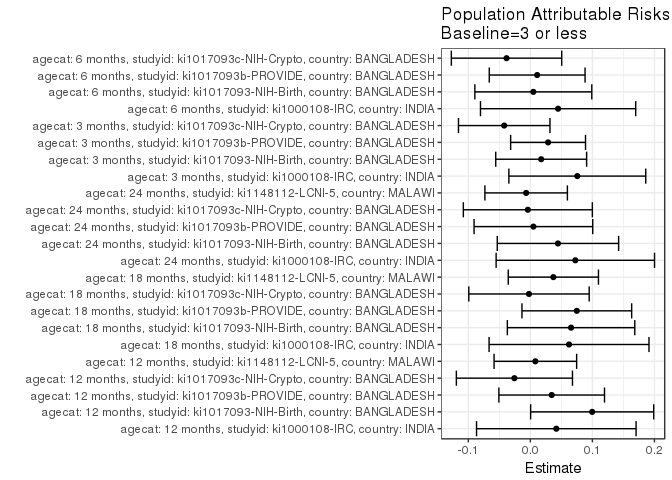 Population Attributable Risks
Baseline=3 or less
agecat: 6 months, studyid: ki1017093c-NIH-Crypto, country: BANGLADESH
agecat: 6 months, studyid: ki1017093b-PROVIDE, country: BANGLADESH
agecat: 6 months, studyid: ki1017093-NIH-Birth, country: BANGLADESH
agecat: 6 months, studyid: ki1000108-IRC, country: INDIA
agecat: 3 months, studyid: ki1017093c-NIH-Crypto, country: BANGLADESH
agecat: 3 months, studyid: ki1017093b-PROVIDE, country: BANGLADESH
agecat: 3 months, studyid: ki1017093-NIH-Birth, country: BANGLADESH
agecat: 3 months, studyid: ki1000108-IRC, country: INDIA
agecat: 24 months, studyid: ki1148112-LCNI-5, country: MALAWI
agecat: 24 months, studyid: ki1017093c-NIH-Crypto, country: BANGLADESH
agecat: 24 months, studyid: ki1017093b-PROVIDE, country: BANGLADESH
agecat: 24 months, studyid: ki1017093-NIH-Birth, country: BANGLADESH
agecat: 24 months, studyid: ki1000108-IRC, country: INDIA
agecat: 18 months, studyid: ki1148112-LCNI-5, country: MALAWI
agecat: 18 months, studyid: ki1017093c-NIH-Crypto, country: BANGLADESH
agecat: 18 months, studyid: ki1017093b-PROVIDE, country: BANGLADESH
agecat: 18 months, studyid: ki1017093-NIH-Birth, country: BANGLADESH
agecat: 18 months, studyid: ki1000108-IRC, country: INDIA
agecat: 12 months, studyid: ki1148112-LCNI-5, country: MALAWI
agecat: 12 months, studyid: ki1017093c-NIH-Crypto, country: BANGLADESH
agecat: 12 months, studyid: ki1017093b-PROVIDE, country: BANGLADESH
agecat: 12 months, studyid: ki1017093-NIH-Birth, country: BANGLADESH
agecat: 12 months, studyid: ki1000108-IRC, country: INDIA
-0.1 0.0 0.1 0.2
Estimate